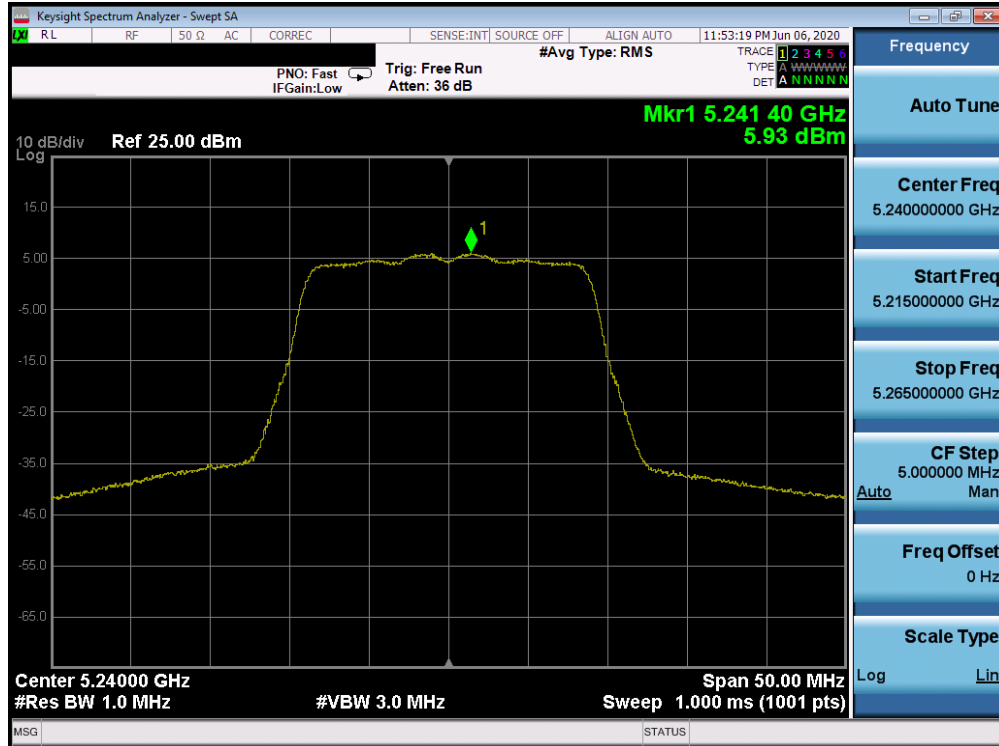 Keysight Spectrum Analyzer - Swept SA
LXI RL RF 50 Ω AC CORREC SENSE:INT SOURCE OFF ALIGN AUTO 11:53:19 PM Jun 06, 2020
#Avg Type: RMS
TRACE 1 2 3 4 5 6
PNO: Fast Trig: Free Run
TYPE A WWWWW
IFGain:Low Atten: 36 dB
DET A N N N N N
Mkr1 5.241 40 GHz
5.93 dBm
10 dB/div Ref 25.00 dBm
Log
1
15.0
5.00
-5.00
-15.0
-25.0
-35.0
-45.0
-55.0
-65.0
Center 5.24000 GHz Span 50.00 MHz
#Res BW 1.0 MHz #VBW 3.0 MHz Sweep 1.000 ms (1001 pts)
MSG STATUS
Frequency
Auto Tune
Center Freq
5.240000000 GHz
Start Freq
5.215000000 GHz
Stop Freq
5.265000000 GHz
CF Step
5.000000 MHz
Auto Man
Freq Offset
0 Hz
Scale Type
Log Lin